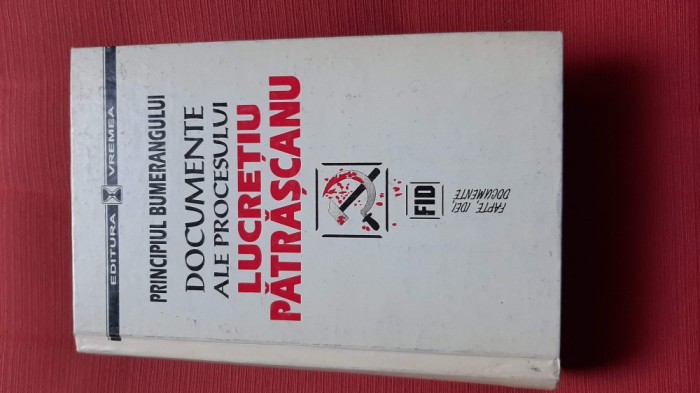 EDITURA VREMEA
PRINCIPIUL BUMERANGULUI
DOCUMENTE
ALE PROCESULUI
LUCREȚIU
PĂTRĂȘCANU
FID
FAPTE, IDEI,
DOCUMENTE